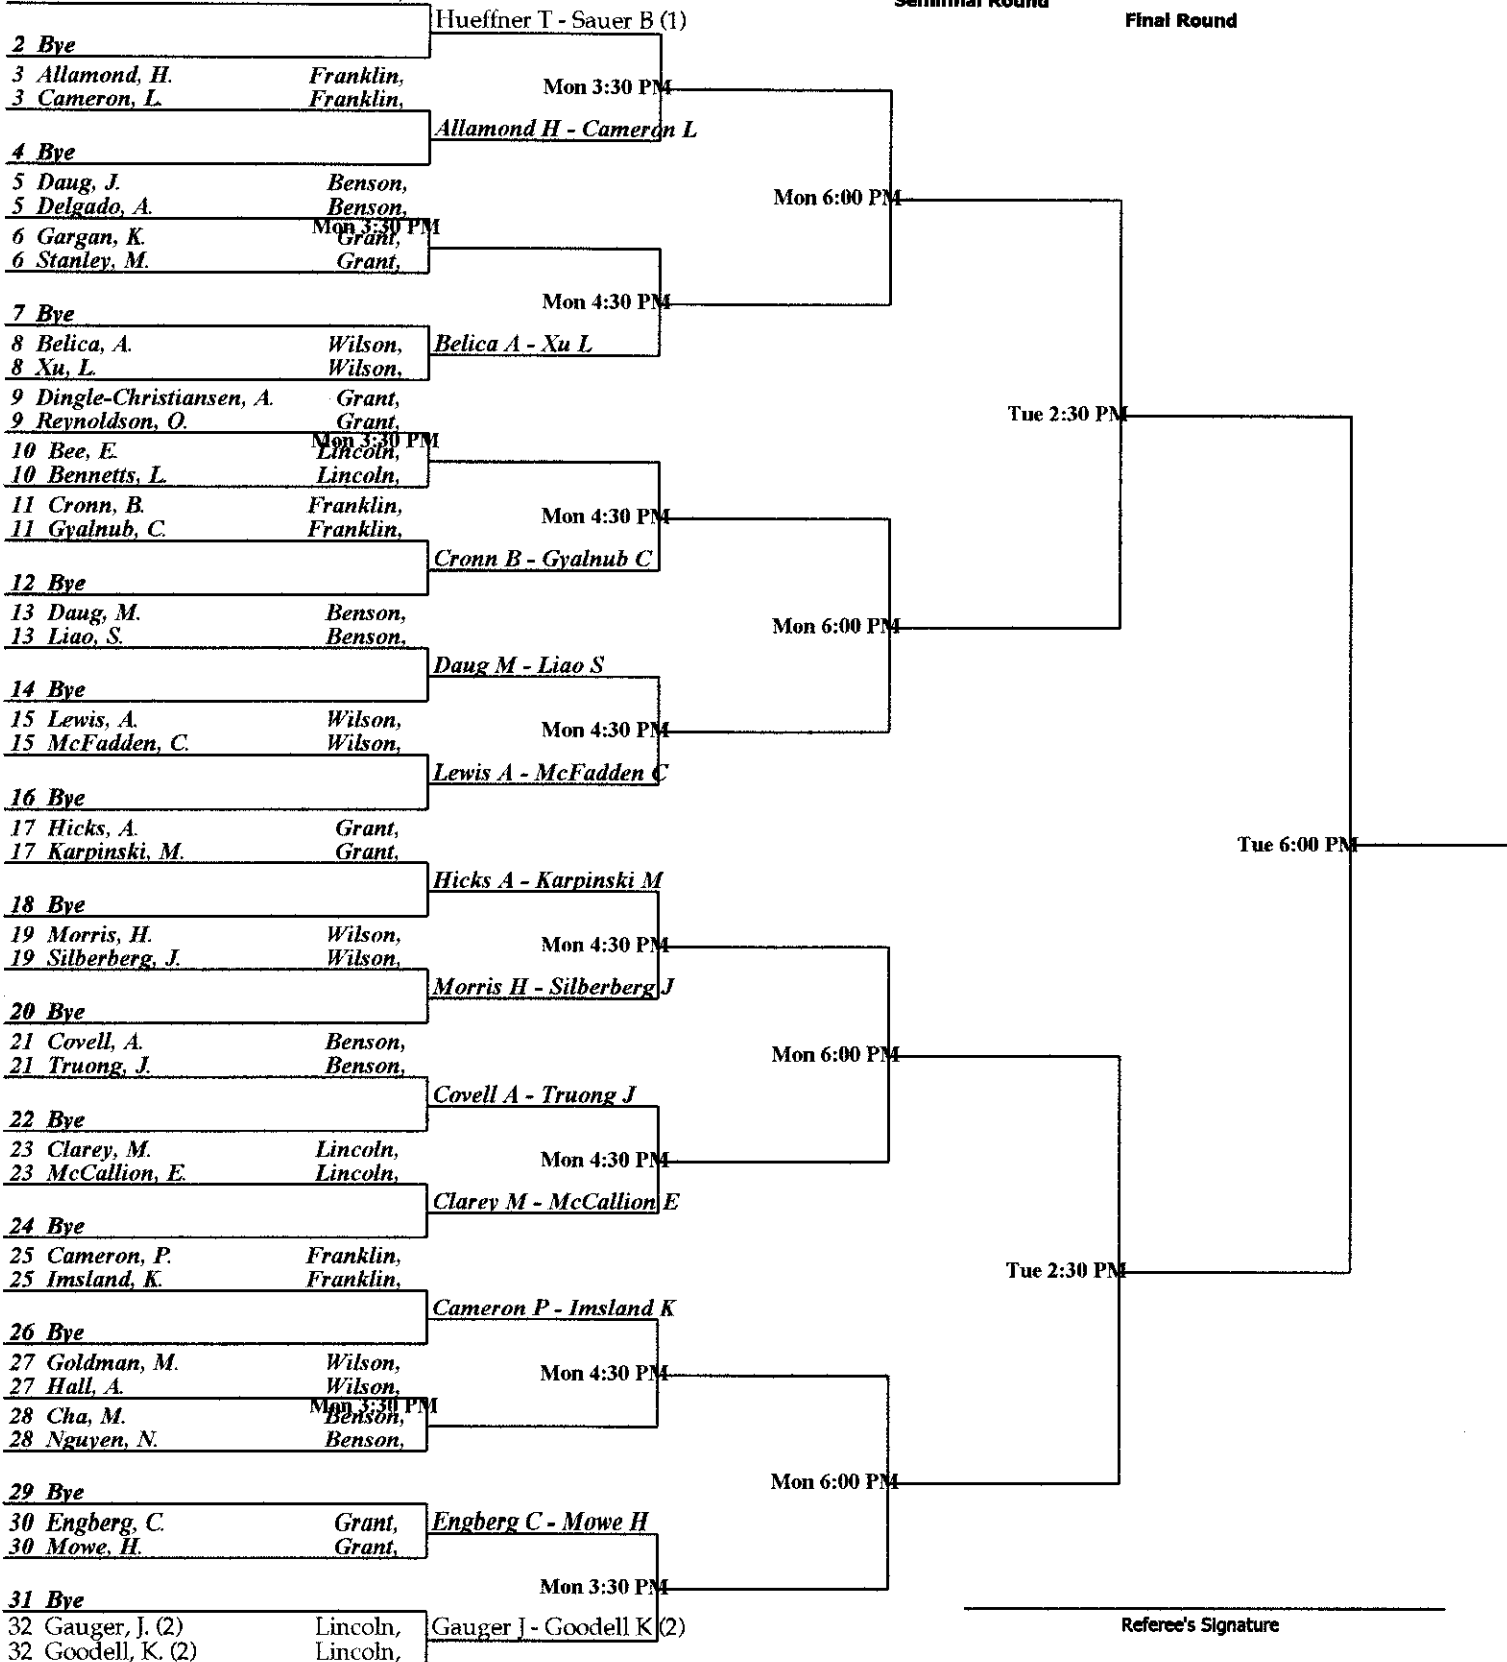 Semifinal Round
Final Round
Hueffner T - Sauer B (1)
2 Bye
3 Allamond, H. Franklin,
3 Cameron, L. Franklin,
Mon 3:30 PM
Allamond H - Cameron L
4 Bye
5 Daug, J. Benson,
5 Delgado, A. Benson,
Mon 6:00 PM
Mon 3:30 PM
6 Gargan, K. Grant,
6 Stanley, M. Grant,
Mon 4:30 PM
7 Bye
8 Belica, A. Wilson,
Belica A - Xu L
8 Xu, L. Wilson,
9 Dingle-Christiansen, A. Grant,
9 Reynoldson, O. Grant,
Tue 2:30 PM
Mon 3:30 PM
10 Bee, E. Lincoln,
10 Bennetts, L. Lincoln,
11 Cronn, B. Franklin,
Mon 4:30 PM
11 Gyalnub, C. Franklin,
Cronn B - Gyalnub C
12 Bye
13 Daug, M. Benson,
Mon 6:00 PM
13 Liao, S. Benson,
Daug M - Liao S
14 Bye
15 Lewis, A. Wilson,
Mon 4:30 PM
15 McFadden, C. Wilson,
Lewis A - McFadden C
16 Bye
17 Hicks, A. Grant,
Tue 6:00 PM
17 Karpinski, M. Grant,
Hicks A - Karpinski M
18 Bye
19 Morris, H. Wilson,
Mon 4:30 PM
19 Silberberg, J. Wilson,
Morris H - Silberberg J
20 Bye
21 Covell, A. Benson,
Mon 6:00 PM
21 Truong, J. Benson,
Covell A - Truong J
22 Bye
23 Clarey, M. Lincoln,
Mon 4:30 PM
23 McCallion, E. Lincoln,
Clarey M - McCallion E
24 Bye
25 Cameron, P. Franklin,
Tue 2:30 PM
25 Imsland, K. Franklin,
Cameron P - Imsland K
26 Bye
27 Goldman, M. Wilson,
Mon 4:30 PM
27 Hall, A. Wilson,
Mon 3:30 PM
28 Cha, M. Benson,
28 Nguyen, N. Benson,
Mon 6:00 PM
29 Bye
30 Engberg, C. Grant,
Engberg C - Mowe H
30 Mowe, H. Grant,
Mon 3:30 PM
31 Bye
32 Gauger, J. (2) Lincoln,
Gauger J - Goodell K (2)
Referee's Signature
32 Goodell, K. (2) Lincoln,